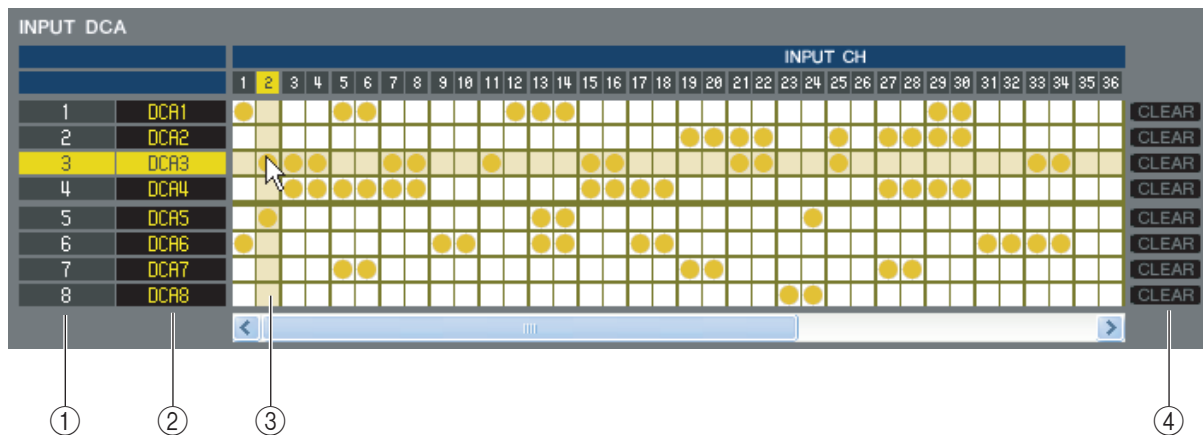 INPUT DCA
INPUT CH
1 2 3 4 5 6 7 8 9 10 11 12 13 14 15 16 17 18 19 20 21 22 23 24 25 26 27 28 29 30 31 32 33 34 35 36
1 DCA1 CLEAR
2 DCA2 CLEAR
3 DCA3 CLEAR
4 DCA4 CLEAR
5 DCA5 CLEAR
6 DCA6 CLEAR
7 DCA7 CLEAR
8 DCA8 CLEAR
① ② ③ ④